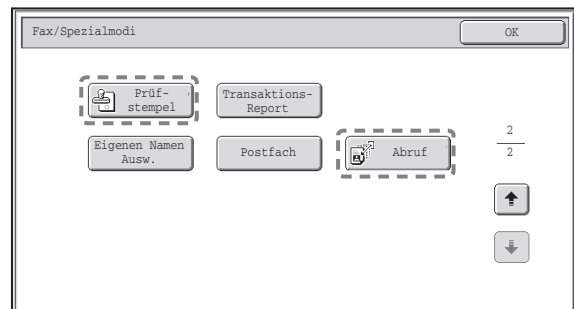 Fax/Spezialmodi
OK
Prüf-
stempel
Transaktions-
Report
Eigenen Namen
Ausw.
Postfach
Abruf
2
2